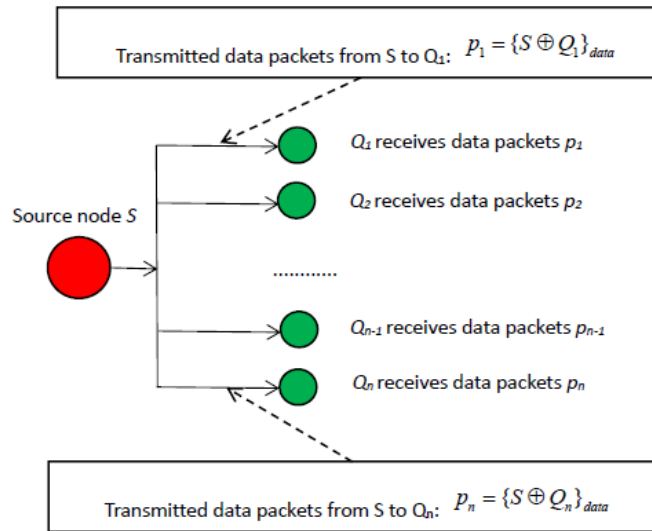 Transmitted data packets from S to Q₁: p₁ = {S ⊕ Q₁}data
Q₁ receives data packets p₁
Q₂ receives data packets p₂
Source node S
............
Qₙ₋₁ receives data packets pₙ₋₁
Qₙ receives data packets pₙ
Transmitted data packets from S to Qₙ: pₙ = {S ⊕ Qₙ}data